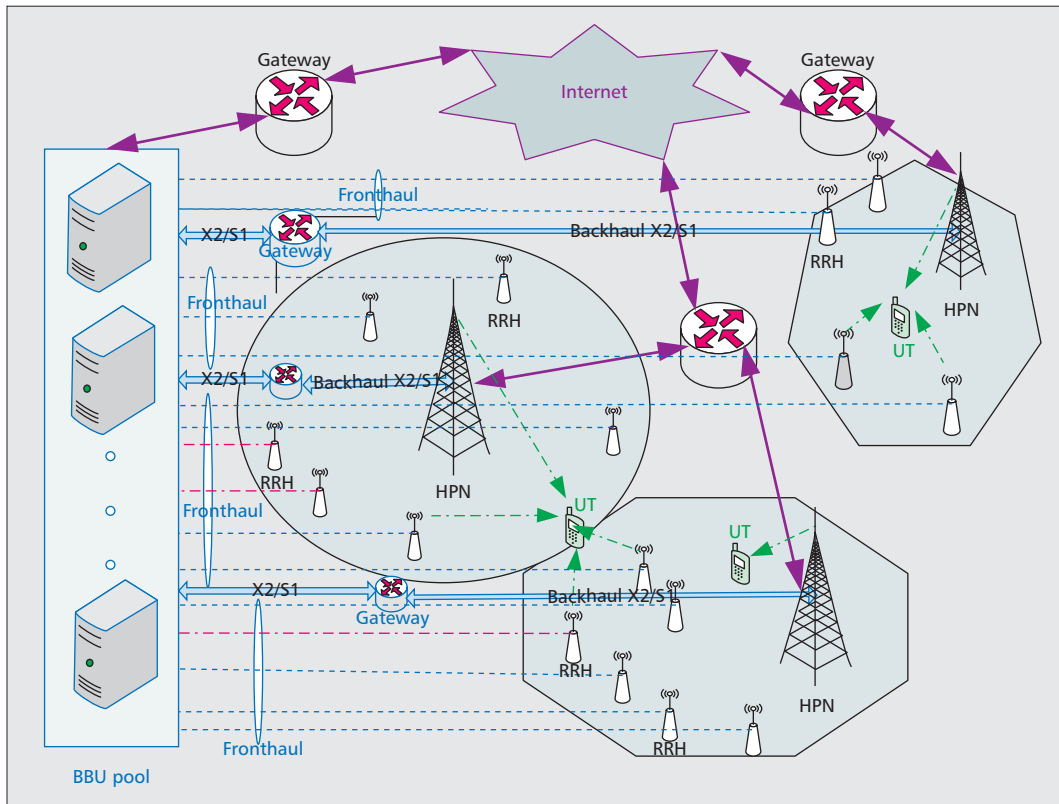 Gateway
Internet
Gateway
Fronthaul
X2/S1
Backhaul X2/S1
Gateway
RRH
HPN
Fronthaul
RRH
UT
X2/S1
Backhaul X2/S1
RRH
HPN
Fronthaul
UT
UT
X2/S1
Backhaul X2/S1
Gateway
RRH
HPN
RRH
Fronthaul
BBU pool